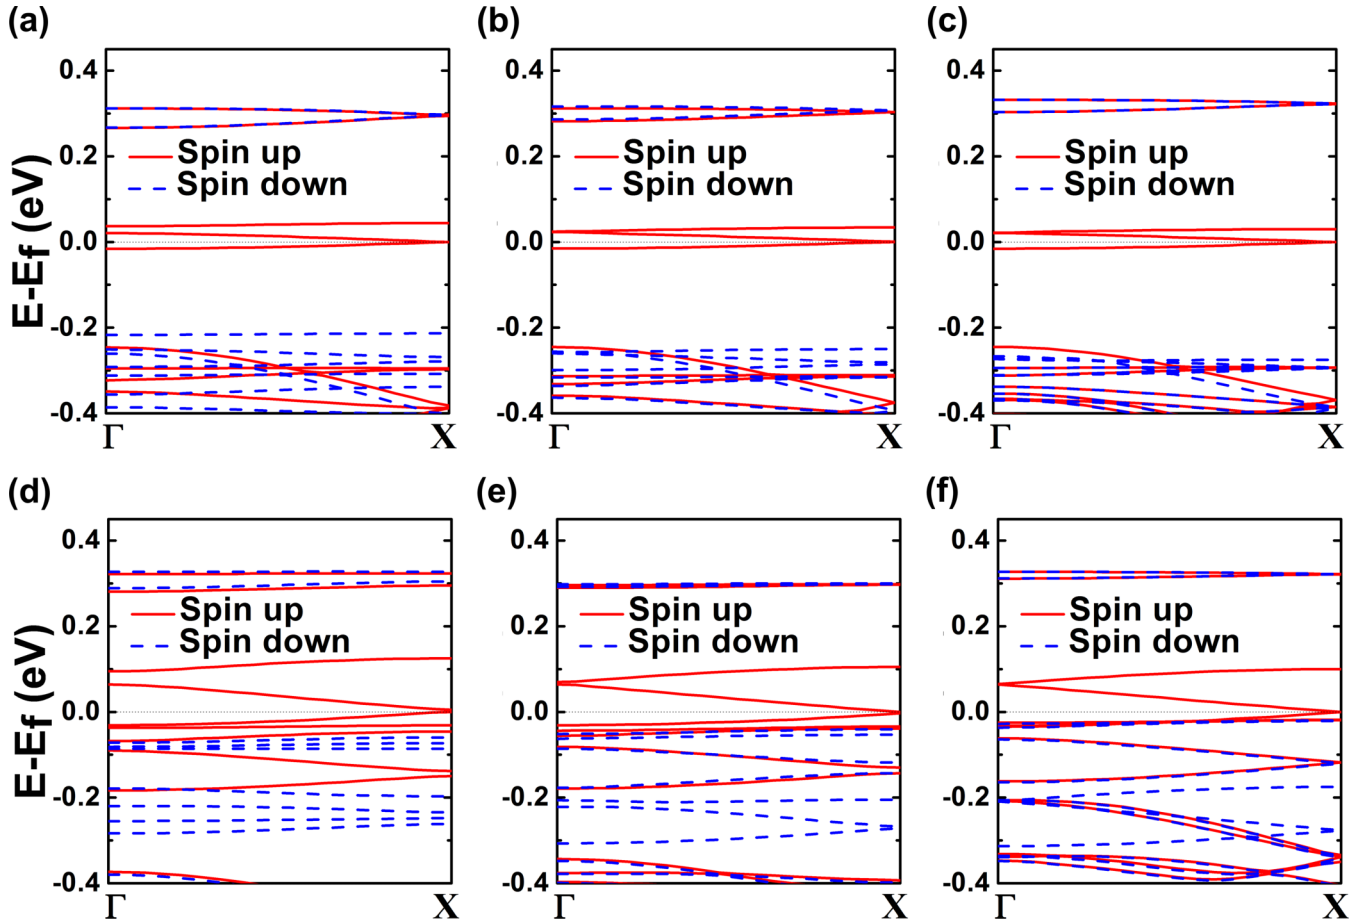 (a)
(b)
(c)
0.4
0.2
0.0
-0.2
-0.4
Spin up
Spin down
Γ
X
0.4
0.2
0.0
-0.2
-0.4
Spin up
Spin down
Γ
X
0.4
0.2
0.0
-0.2
-0.4
Spin up
Spin down
Γ
X
E-Ef (eV)
(d)
(e)
(f)
0.4
0.2
0.0
-0.2
-0.4
Spin up
Spin down
Γ
X
0.4
0.2
0.0
-0.2
-0.4
Spin up
Spin down
Γ
X
0.4
0.2
0.0
-0.2
-0.4
Spin up
Spin down
Γ
X
E-Ef (eV)